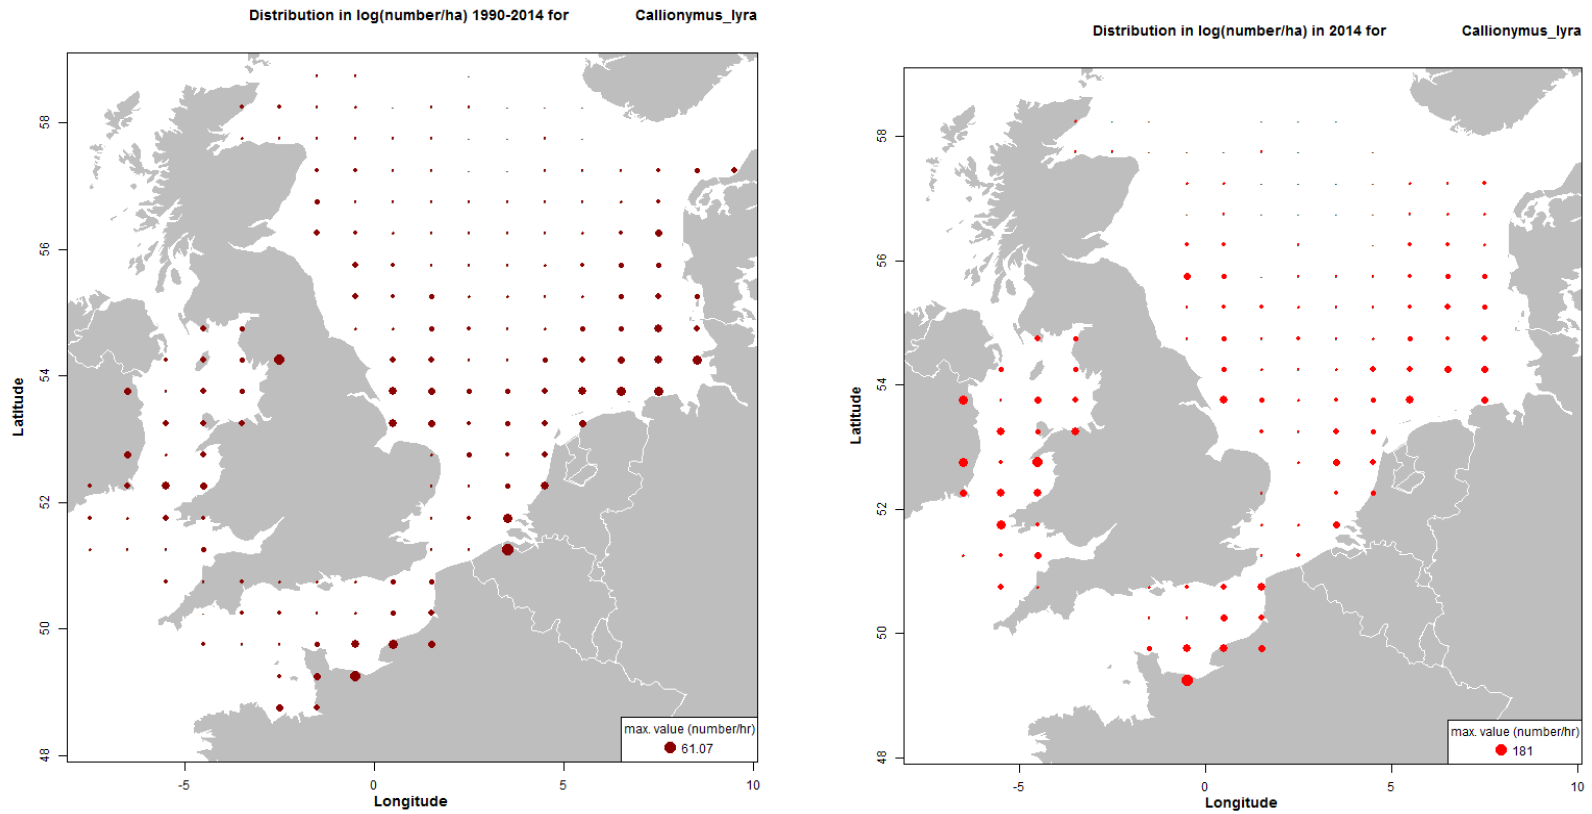 Distribution in log(number/ha) 1990-2014 for Callionymus_lyra
58
56
54
52
50
48
Latitude
-5
0
5
10
Longitude
max. value (number/hr)
61.07
Distribution in log(number/ha) in 2014 for Callionymus_lyra
58
56
54
52
50
48
Latitude
-5
0
5
10
Longitude
max. value (number/hr)
181